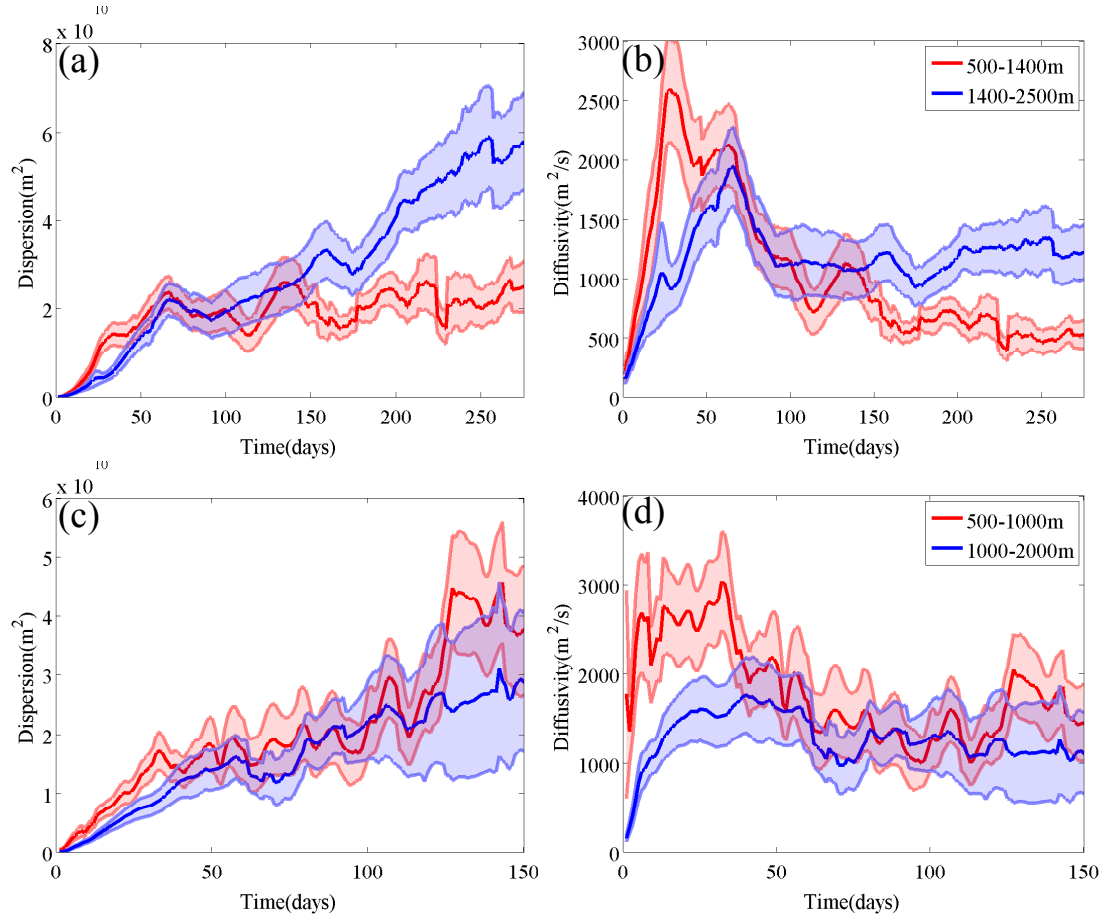 10
x 10
8
6
4
2
0
0 50 100 150 200 250
Time(days)
Dispersion(m2)
(a)
3000
2500
2000
1500
1000
500
0
0 50 100 150 200 250
Time(days)
Diffusivity(m2/s)
(b)
500-1400m
1400-2500m
10
x 10
6
5
4
3
2
1
0
0 50 100 150
Time(days)
Dispersion(m2)
(c)
4000
3000
2000
1000
0
0 50 100 150
Time(days)
Diffusivity(m2/s)
(d)
500-1000m
1000-2000m